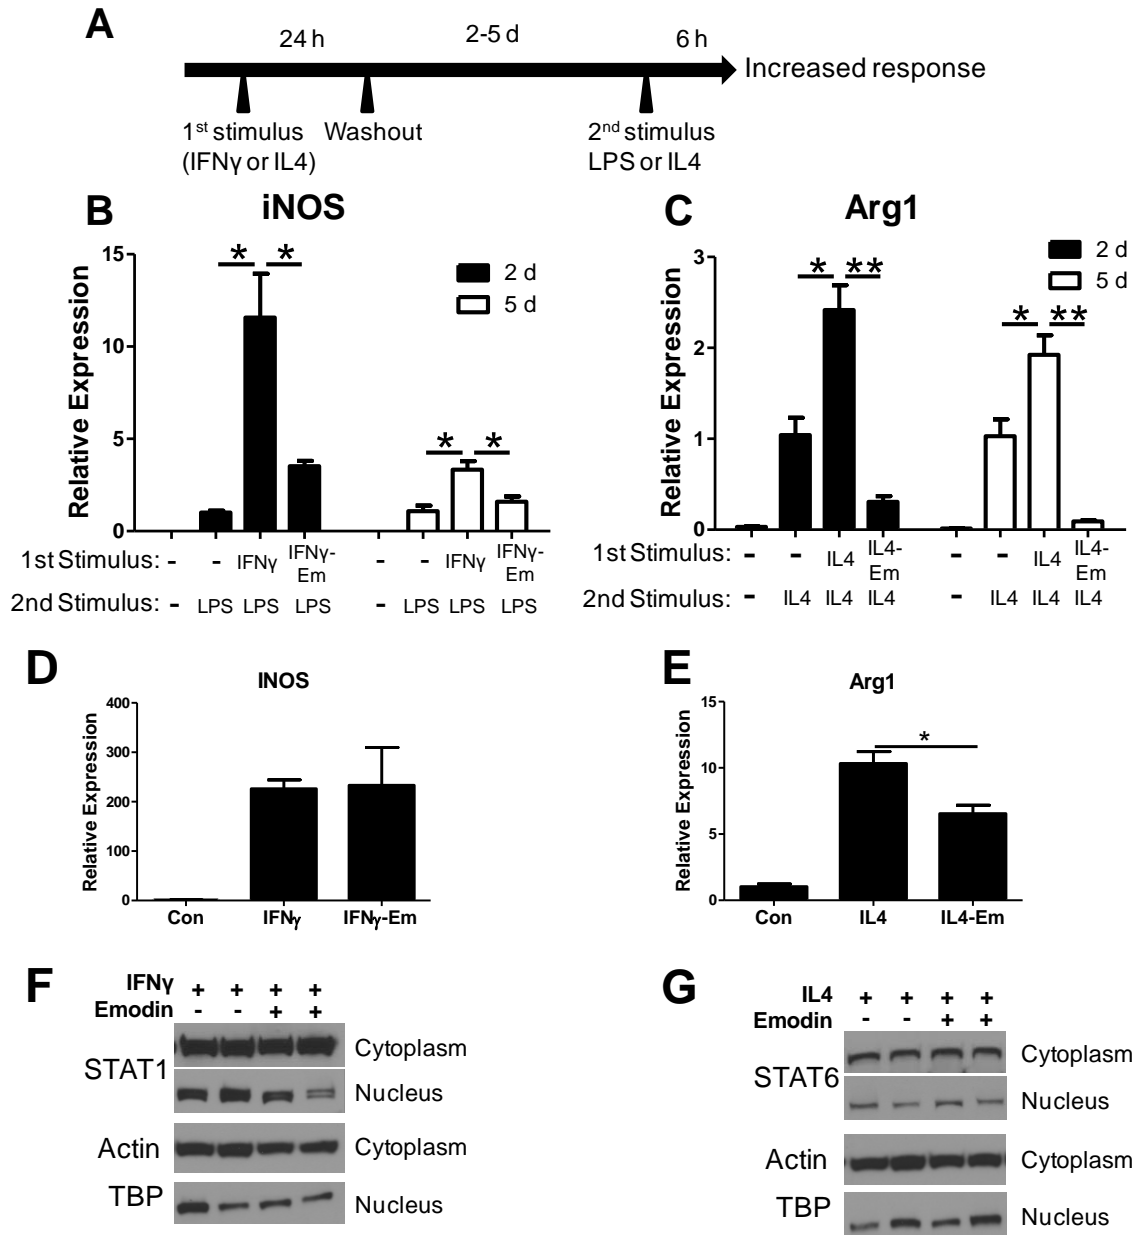 A
24 h
2-5 d
6 h
Increased response
1st stimulus
(IFNγ or IL4)
Washout
2nd stimulus
LPS or IL4
B
iNOS
Relative Expression
15
10
5
0
2 d
5 d
* * * *
1st Stimulus: - - IFNγ IFNγ-Em - - IFNγ IFNγ-Em
2nd Stimulus: - LPS LPS LPS - LPS LPS LPS
C
Arg1
Relative Expression
3
2
1
0
2 d
5 d
* ** * **
1st Stimulus: - - IL4 IL4-Em - - IL4 IL4-Em
2nd Stimulus: - IL4 IL4 IL4 - IL4 IL4 IL4
D
INOS
Relative Expression
400
300
200
100
0
Con IFNγ IFNγ-Em
E
Arg1
Relative Expression
15
10
5
0
*
Con IL4 IL4-Em
F
IFNγ + + + +
Emodin - - + +
STAT1
Cytoplasm
Nucleus
Actin Cytoplasm
TBP Nucleus
G
IL4 + + + +
Emodin - - + +
STAT6
Cytoplasm
Nucleus
Actin Cytoplasm
TBP Nucleus